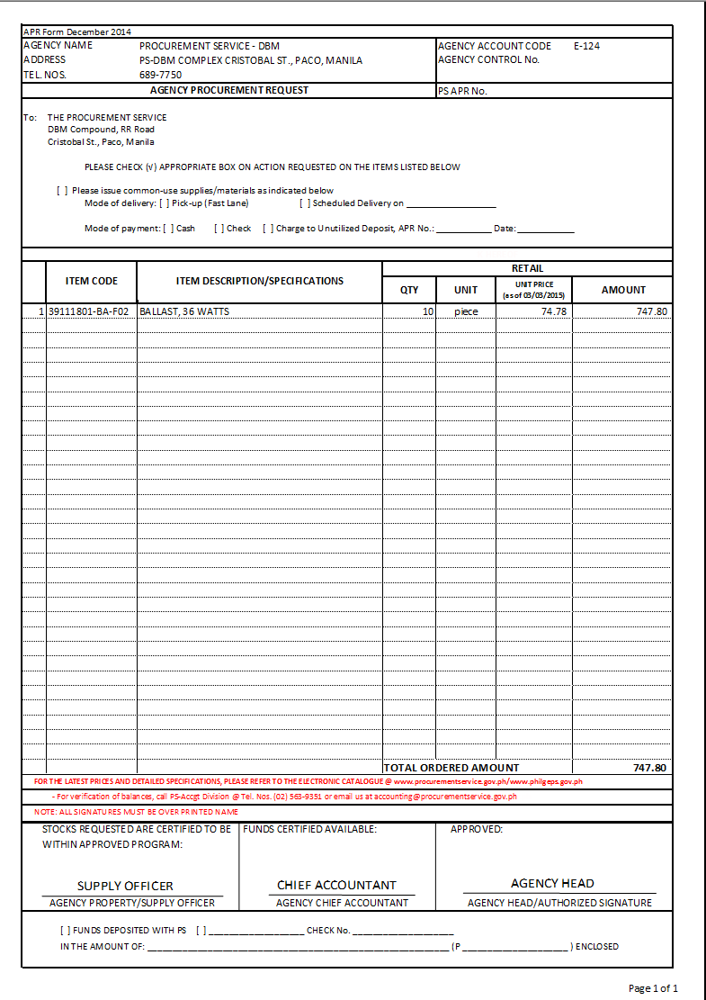 APR Form December 2014
AGENCY NAME PROCUREMENT SERVICE - DBM AGENCY ACCOUNT CODE E-124
ADDRESS PS-DBM COMPLEX CRISTOBAL ST., PACO, MANILA AGENCY CONTROL No.
TEL. NOS. 689-7750
AGENCY PROCUREMENT REQUEST PS APR No.
To: THE PROCUREMENT SERVICE
DBM Compound, RR Road
Cristobal St., Paco, Manila
PLEASE CHECK (√) APPROPRIATE BOX ON ACTION REQUESTED ON THE ITEMS LISTED BELOW
[ ] Please issue common-use supplies/materials as indicated below
Mode of delivery: [ ] Pick-up (Fast Lane) [ ] Scheduled Delivery on ___________________
Mode of payment: [ ] Cash [ ] Check [ ] Charge to Unutilized Deposit, APR No.: ____________ Date: ____________
RETAIL
ITEM CODE ITEM DESCRIPTION/SPECIFICATIONS QTY UNIT UNIT PRICE (as of 03/03/2015) AMOUNT
1 39111801-BA-F02 BALLAST, 36 WATTS 10 piece 74.78 747.80
TOTAL ORDERED AMOUNT 747.80
FOR THE LATEST PRICES AND DETAILED SPECIFICATIONS, PLEASE REFER TO THE ELECTRONIC CATALOGUE @ www.procurementservice.gov.ph/www.philgeps.gov.ph
- For verification of balances, call PS-Accgt Division @ Tel. Nos. (02) 563-9351 or email us at accounting@procurementservice.gov.ph
NOTE: ALL SIGNATURES MUST BE OVER PRINTED NAME
STOCKS REQUESTED ARE CERTIFIED TO BE FUNDS CERTIFIED AVAILABLE: APPROVED:
WITHIN APPROVED PROGRAM:
SUPPLY OFFICER CHIEF ACCOUNTANT AGENCY HEAD
AGENCY PROPERTY/SUPPLY OFFICER AGENCY CHIEF ACCOUNTANT AGENCY HEAD/AUTHORIZED SIGNATURE
[ ] FUNDS DEPOSITED WITH PS [ ] ___________________ CHECK No. ____________________
IN THE AMOUNT OF: ____________________________________________________________ (P _____________________ ) ENCLOSED
Page 1 of 1